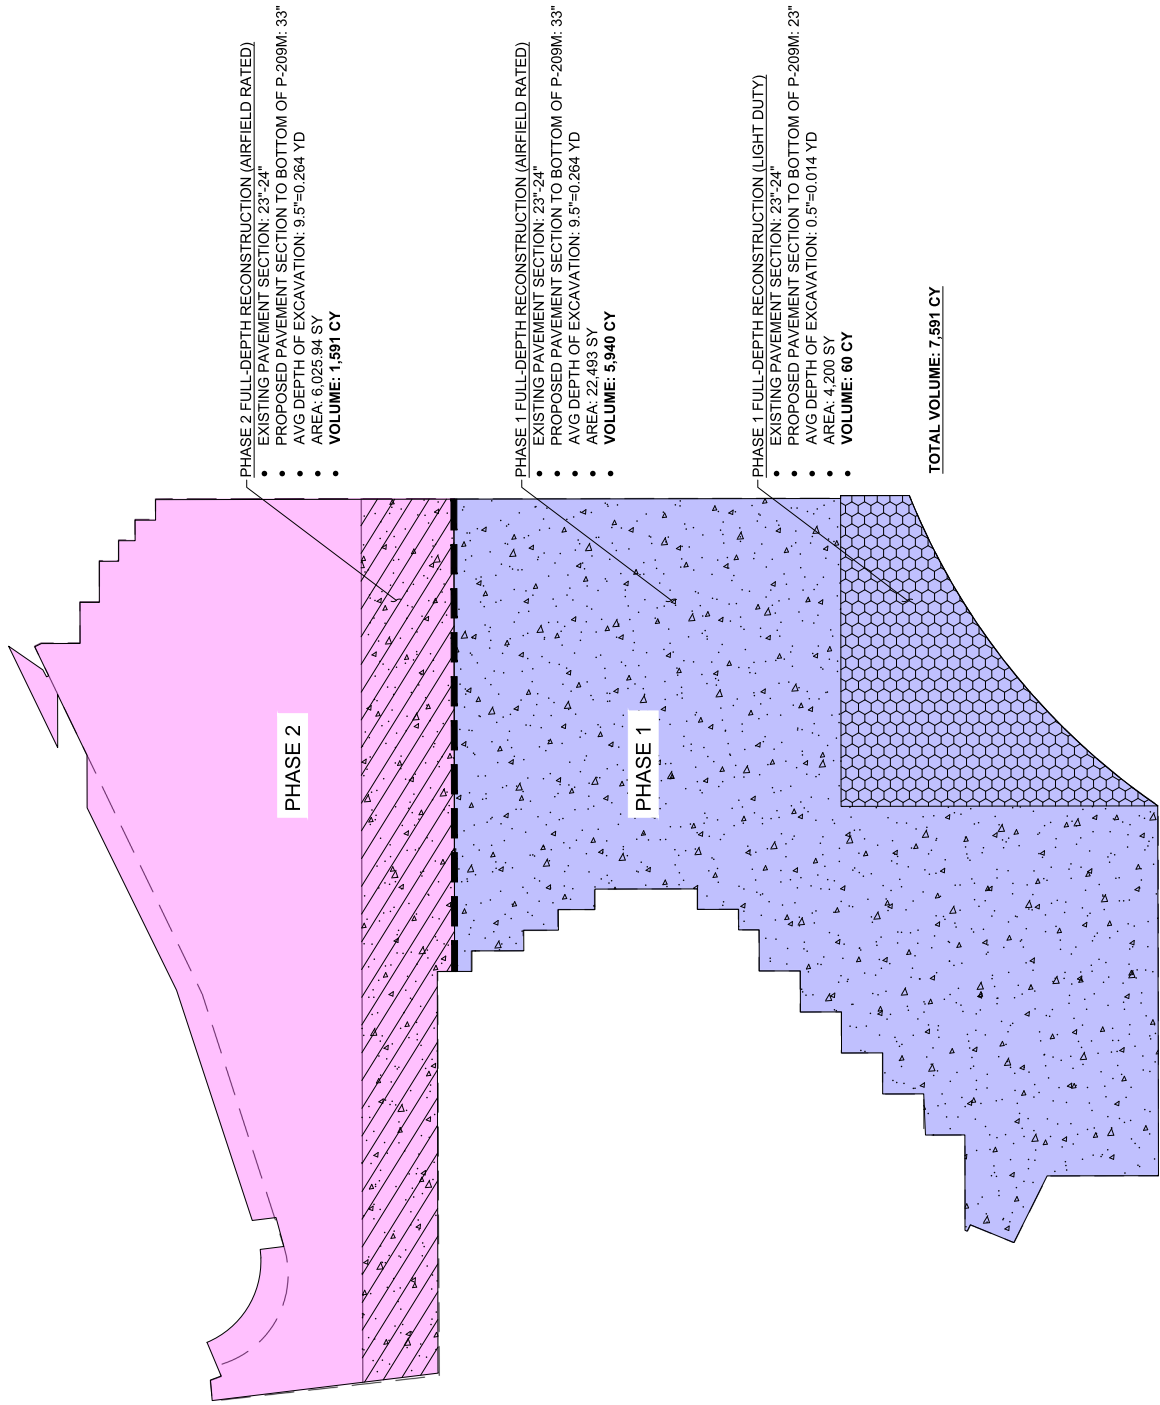 PHASE 2 FULL-DEPTH RECONSTRUCTION (AIRFIELD RATED)
• EXISTING PAVEMENT SECTION: 23"-24"
• PROPOSED PAVEMENT SECTION TO BOTTOM OF P-209M: 33"
• AVG DEPTH OF EXCAVATION: 9.5"=0.264 YD
• AREA: 6,025.94 SY
• VOLUME: 1,591 CY
PHASE 1 FULL-DEPTH RECONSTRUCTION (AIRFIELD RATED)
• EXISTING PAVEMENT SECTION: 23"-24"
• PROPOSED PAVEMENT SECTION TO BOTTOM OF P-209M: 33"
• AVG DEPTH OF EXCAVATION: 9.5"=0.264 YD
• AREA: 22,493 SY
• VOLUME: 5,940 CY
PHASE 1 FULL-DEPTH RECONSTRUCTION (LIGHT DUTY)
• EXISTING PAVEMENT SECTION: 23"-24"
• PROPOSED PAVEMENT SECTION TO BOTTOM OF P-209M: 23"
• AVG DEPTH OF EXCAVATION: 0.5"=0.014 YD
• AREA: 4,200 SY
• VOLUME: 60 CY
TOTAL VOLUME: 7,591 CY
PHASE 2
PHASE 1